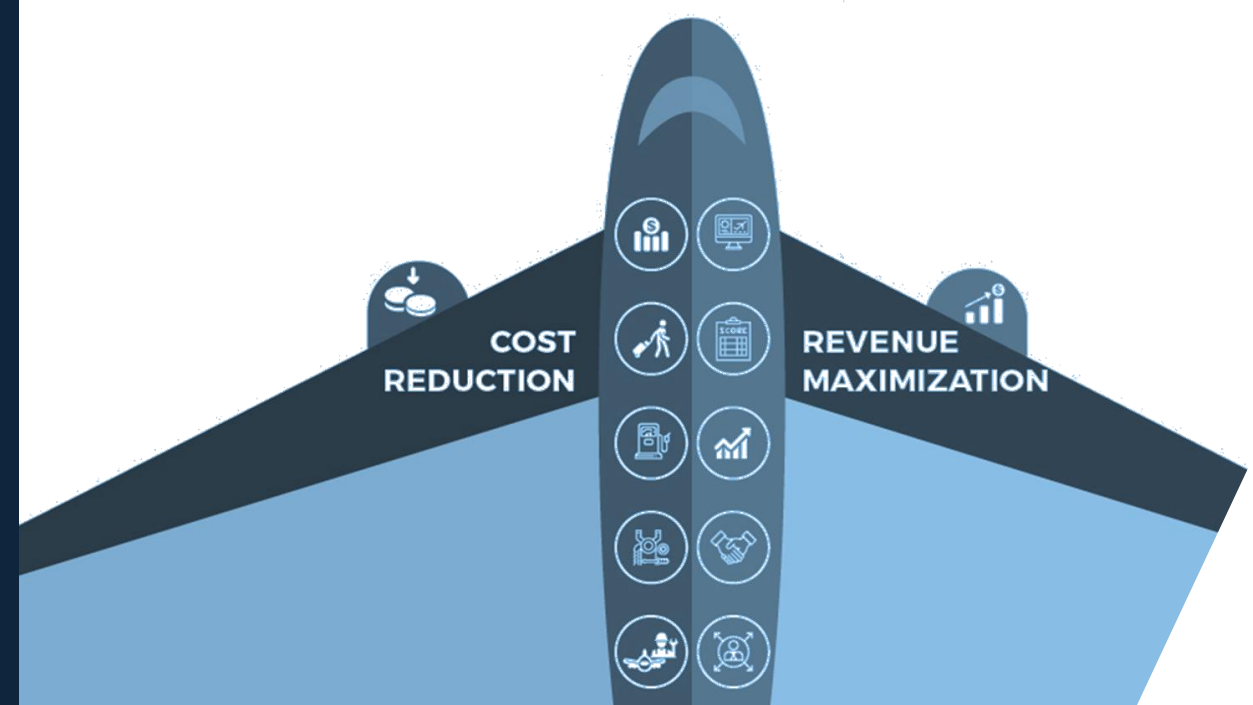 COST
REDUCTION
REVENUE
MAXIMIZATION
SCORE
$
$